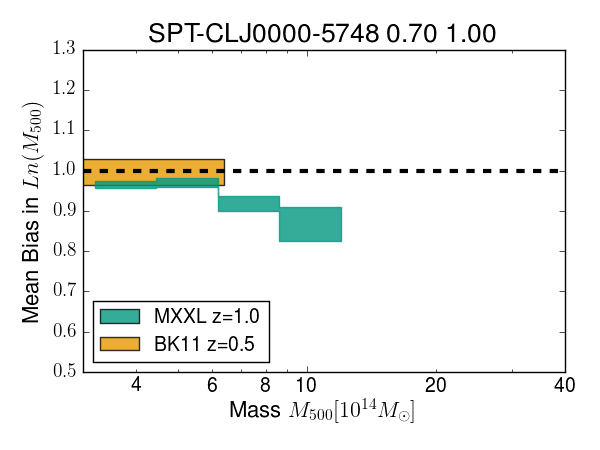 SPT-CLJ0000-5748 0.70 1.00
1.3
1.2
1.1
1.0
0.9
0.8
0.7
0.6
0.5
Mean Bias in Ln(M500)
MXXL z=1.0
BK11 z=0.5
4 6 8 10 20 40
Mass M500[10^14 M⊙]